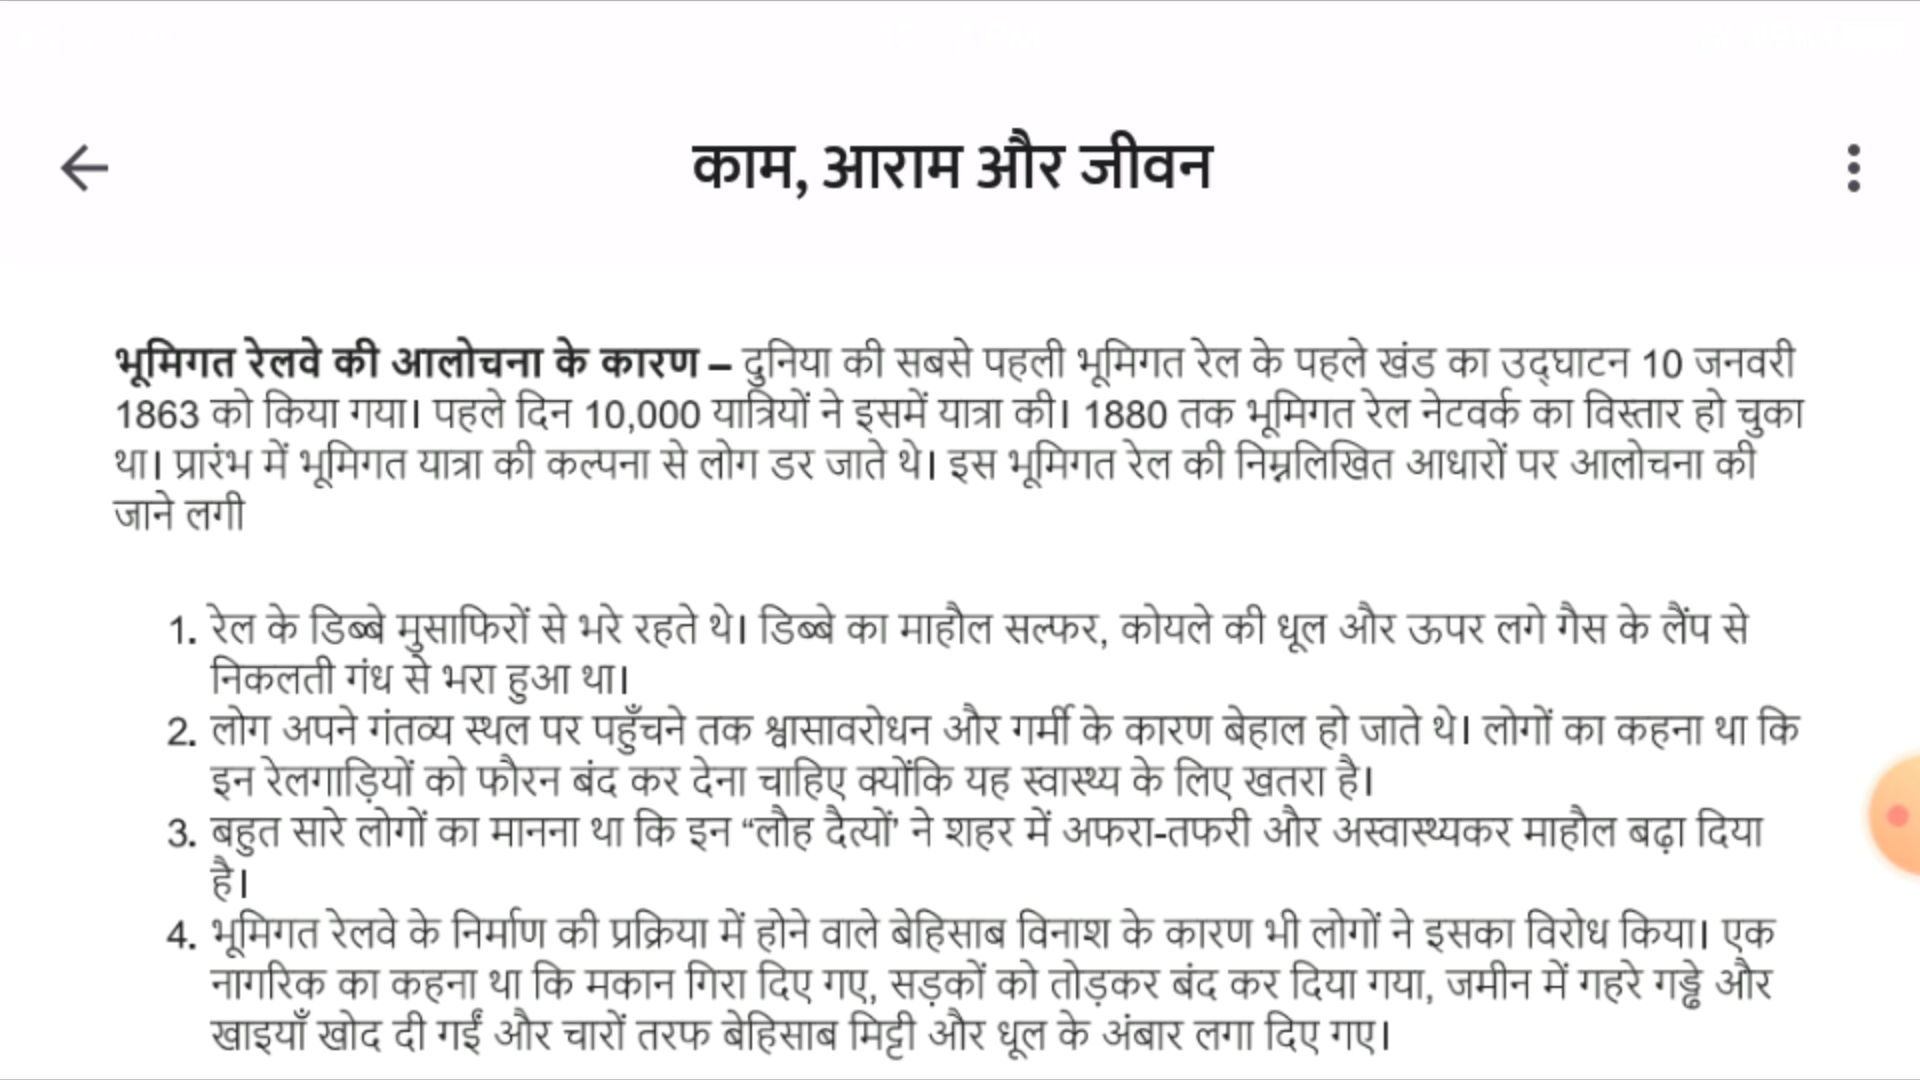 काम, आराम और जीवन
भूमिगत रेलवे की आलोचना के कारण – दुनिया की सबसे पहली भूमिगत रेल के पहले खंड का उद्घाटन 10 जनवरी
1863 को किया गया। पहले दिन 10,000 यात्रियों ने इसमें यात्रा की। 1880 तक भूमिगत रेल नेटवर्क का विस्तार हो चुका
था। प्रारंभ में भूमिगत यात्रा की कल्पना से लोग डर जाते थे। इस भूमिगत रेल की निम्नलिखित आधारों पर आलोचना की
जाने लगी
1. रेल के डिब्बे मुसाफिरों से भरे रहते थे। डिब्बे का माहौल सल्फर, कोयले की धूल और ऊपर लगे गैस के लैंप से
निकलती गंध से भरा हुआ था।
2. लोग अपने गंतव्य स्थल पर पहुँचने तक श्वासावरोधन और गर्मी के कारण बेहाल हो जाते थे। लोगों का कहना था कि
इन रेलगाड़ियों को फौरन बंद कर देना चाहिए क्योंकि यह स्वास्थ्य के लिए खतरा है।
3. बहुत सारे लोगों का मानना था कि इन “लौह दैत्यों’ ने शहर में अफरा-तफरी और अस्वास्थ्यकर माहौल बढ़ा दिया
है।
4. भूमिगत रेलवे के निर्माण की प्रक्रिया में होने वाले बेहिसाब विनाश के कारण भी लोगों ने इसका विरोध किया। एक
नागरिक का कहना था कि मकान गिरा दिए गए, सड़कों को तोड़कर बंद कर दिया गया, जमीन में गहरे गड्ढे और
खाइयाँ खोद दी गईं और चारों तरफ बेहिसाब मिट्टी और धूल के अंबार लगा दिए गए।